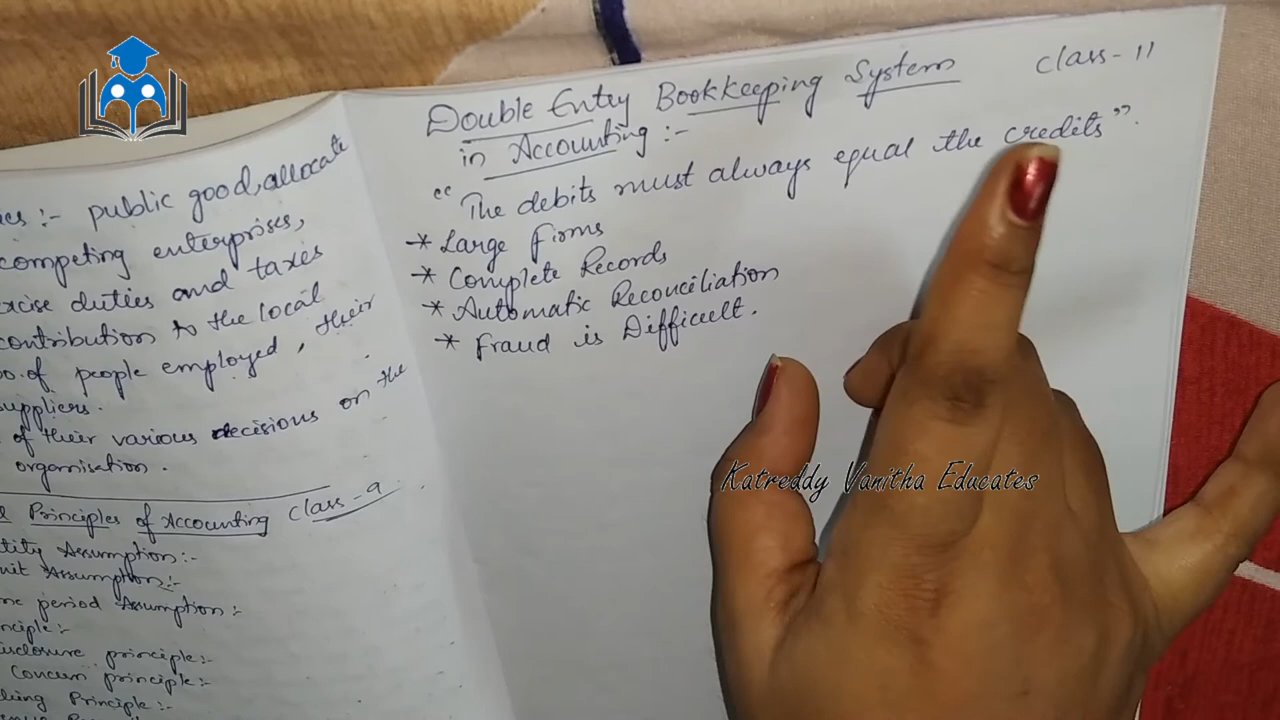 Double Entry Bookkeeping System Class-11
in Accounting :-
"The debits must always equal the credits".
* Large Firms
* Complete Records
* Automatic Reconciliation
* Fraud is Difficult.
:- public good, allocate
competing enterprises,
duties and taxes
contribution to the local
of people employed, their
suppliers.
of their various decisions on the
organisation.
Principles of Accounting Class-9
Assumption:-
Assumption:-
period Assumption:-
principle:-
Concern principle:-
Principle:-
Katreddy Vanitha Educates